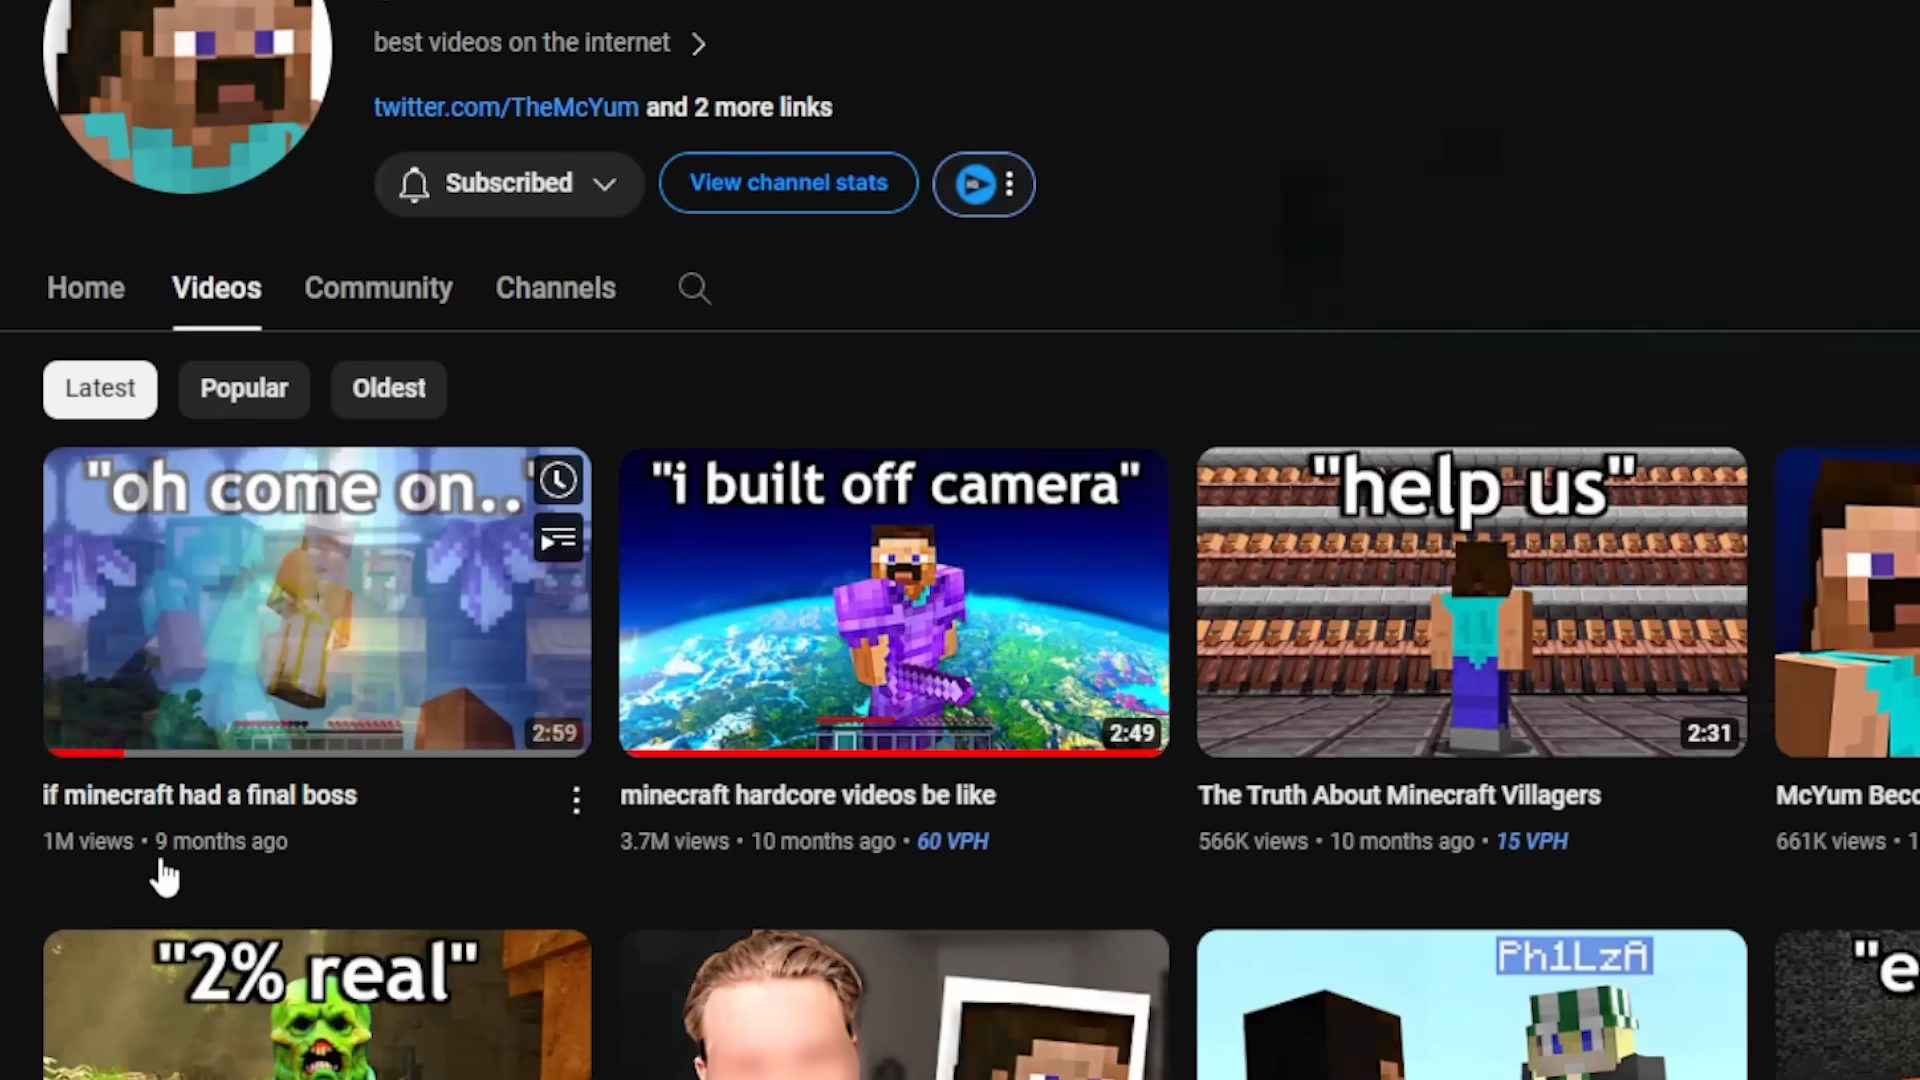 best videos on the internet
twitter.com/TheMcYum and 2 more links
Subscribed
View channel stats
Home Videos Community Channels
Latest Popular Oldest
"oh come on.."
2:59
"i built off camera"
2:49
"help us"
2:31
if minecraft had a final boss
1M views • 9 months ago
minecraft hardcore videos be like
3.7M views • 10 months ago • 60 VPH
The Truth About Minecraft Villagers
566K views • 10 months ago • 15 VPH
McYum Beco
661K views • 1
"2% real"
Ph1LzA
"e